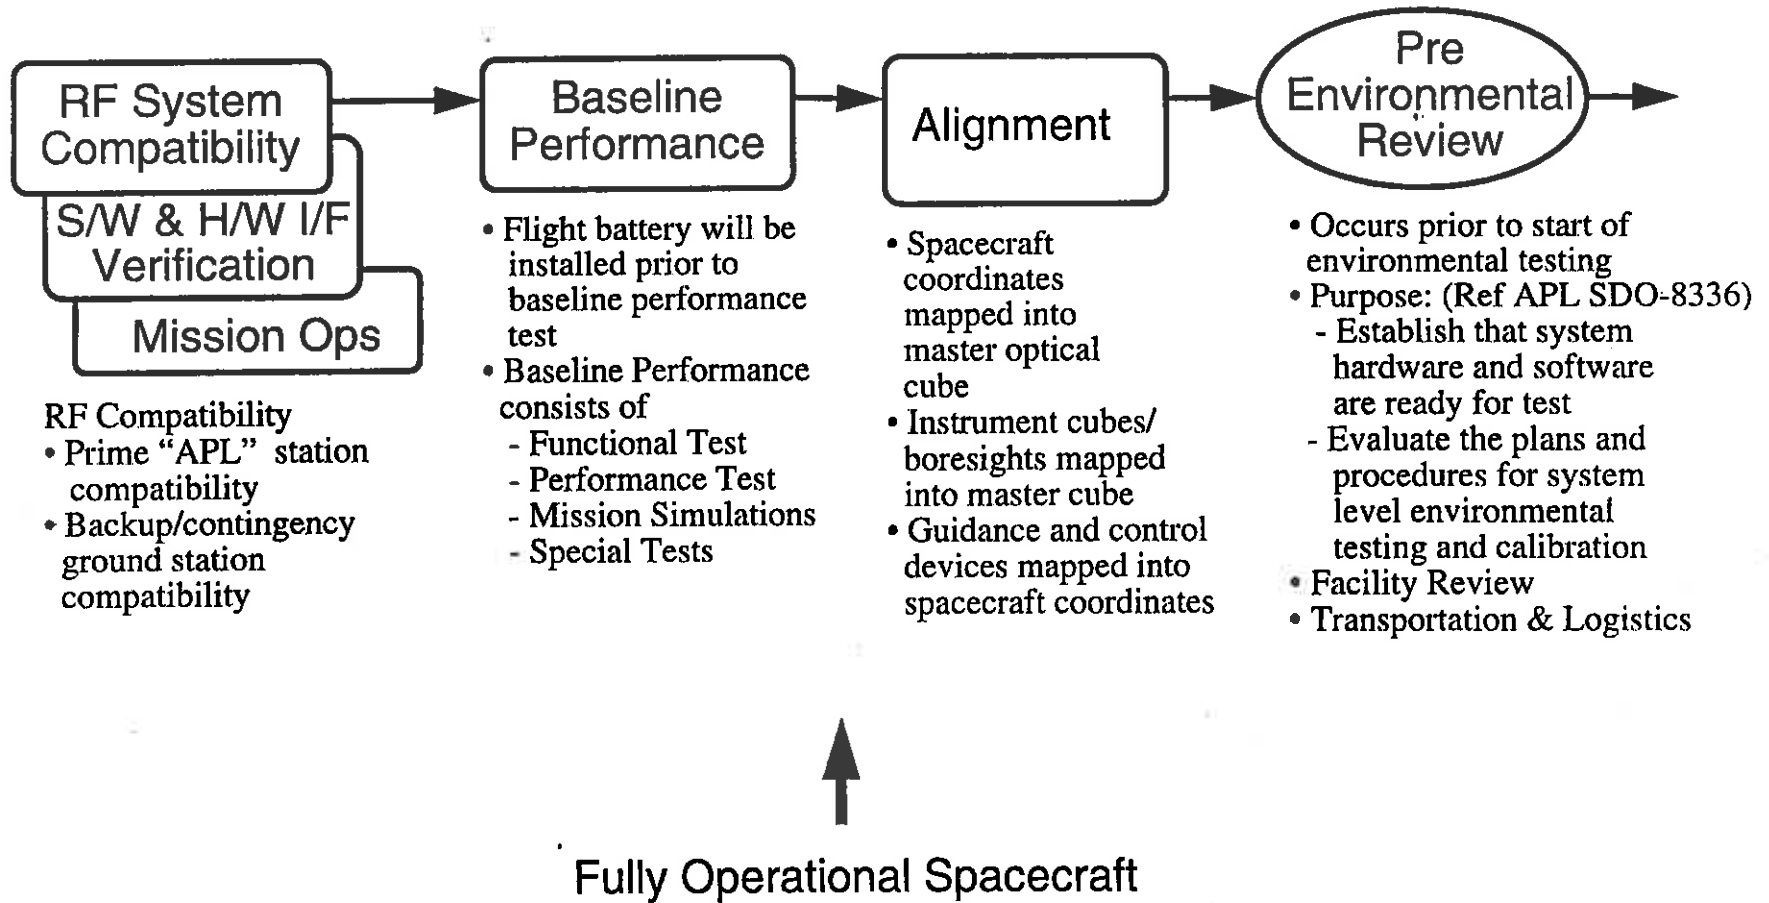 RF System
Compatibility
S/W & H/W I/F
Verification
Mission Ops
RF Compatibility
• Prime “APL” station
compatibility
• Backup/contingency
ground station
compatibility
Baseline
Performance
• Flight battery will be
installed prior to
baseline performance
test
• Baseline Performance
consists of
- Functional Test
- Performance Test
- Mission Simulations
- Special Tests
Alignment
• Spacecraft
coordinates
mapped into
master optical
cube
• Instrument cubes/
boresights mapped
into master cube
• Guidance and control
devices mapped into
spacecraft coordinates
Pre
Environmental
Review
• Occurs prior to start of
environmental testing
• Purpose: (Ref APL SDO-8336)
- Establish that system
hardware and software
are ready for test
- Evaluate the plans and
procedures for system
level environmental
testing and calibration
• Facility Review
• Transportation & Logistics
Fully Operational Spacecraft